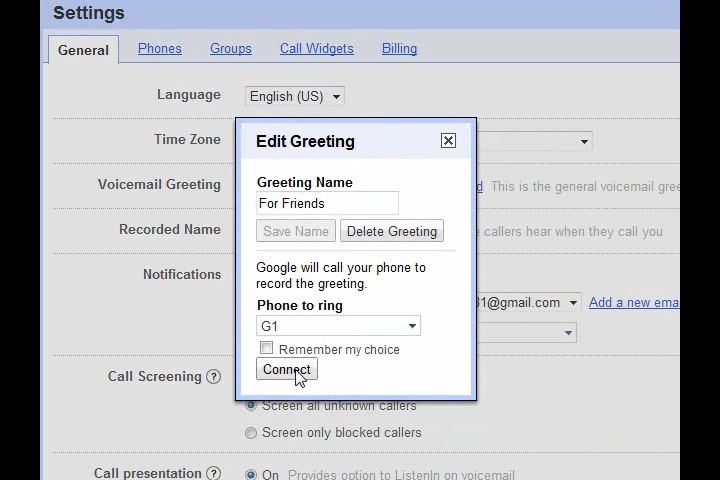 Settings
General Phones Groups Call Widgets Billing
Language English (US)
Time Zone
Voicemail Greeting This is the general voicemail
Recorded Name callers hear when they call you
Notifications
31@gmail.com Add a new
Edit Greeting
Greeting Name
For Friends
Save Name Delete Greeting
Google will call your phone to
record the greeting.
Phone to ring
G1
Remember my choice
Connect
Call Screening ?
Screen all unknown callers
Screen only blocked callers
Call presentation ? On Provides option to ListenIn on voicemail